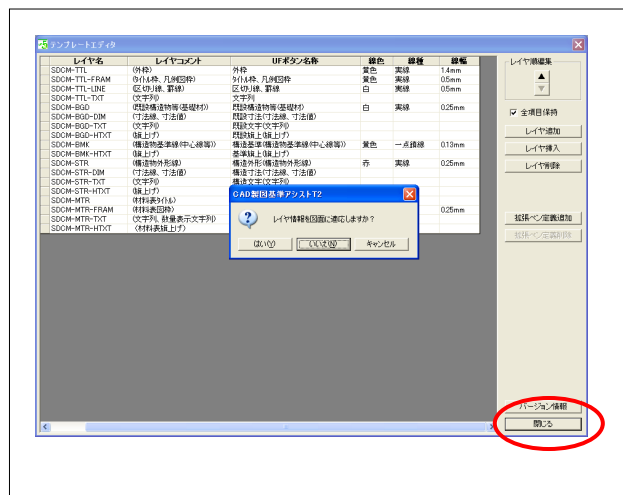 テンプレートエディタ
レイヤ名 レイヤコメント UFボタン名称 線色 線種 線幅
SDCM-TTL (外枠) 外枠 黄色 実線 1.4mm
SDCM-TTL-FRAM (タイトル枠、凡例図枠) タイトル枠、凡例図枠 黄色 実線 0.5mm
SDCM-TTL-LINE (区切り線、罫線) 区切り線、罫線 白 実線 0.5mm
SDCM-TTL-TXT (文字列) 文字列
SDCM-BGD (既設構造物等(基礎材)) 既設構造物等(基礎材) 白 実線 0.25mm
SDCM-BGD-DIM (寸法線、寸法値) 既設寸法(寸法線、寸法値)
SDCM-BGD-TXT (文字列) 既設文字(文字列)
SDCM-BGD-HTXT (旗上げ) 既設旗上(旗上げ)
SDCM-BMK (構造物基準線(中心線等)) 構造基準(構造物基準線(中心線等)) 黄色 一点鎖線 0.13mm
SDCM-BMK-HTXT (旗上げ) 基準旗上(旗上げ)
SDCM-STR (構造物外形線) 構造外形(構造物外形線) 赤 実線 0.25mm
SDCM-STR-DIM (寸法線、寸法値) 構造寸法(寸法線、寸法値)
SDCM-STR-TXT (文字列) 構造文字(文字列)
SDCM-STR-HTXT (旗上げ)
SDCM-MTR (材料表タイトル)
SDCM-MTR-FRAM (材料表図枠) 0.25mm
SDCM-MTR-TXT (文字列、数量表示文字列)
SDCM-MTR-HTXT (材料表旗上げ)
CAD製図基準アシストT2
レイヤ情報を図面に適応しますか?
はい(Y) いいえ(N) キャンセル
レイヤ順編集
全項目保持
レイヤ追加
レイヤ挿入
レイヤ削除
拡張ペン定義追加
拡張ペン定義削除
バージョン情報
閉じる